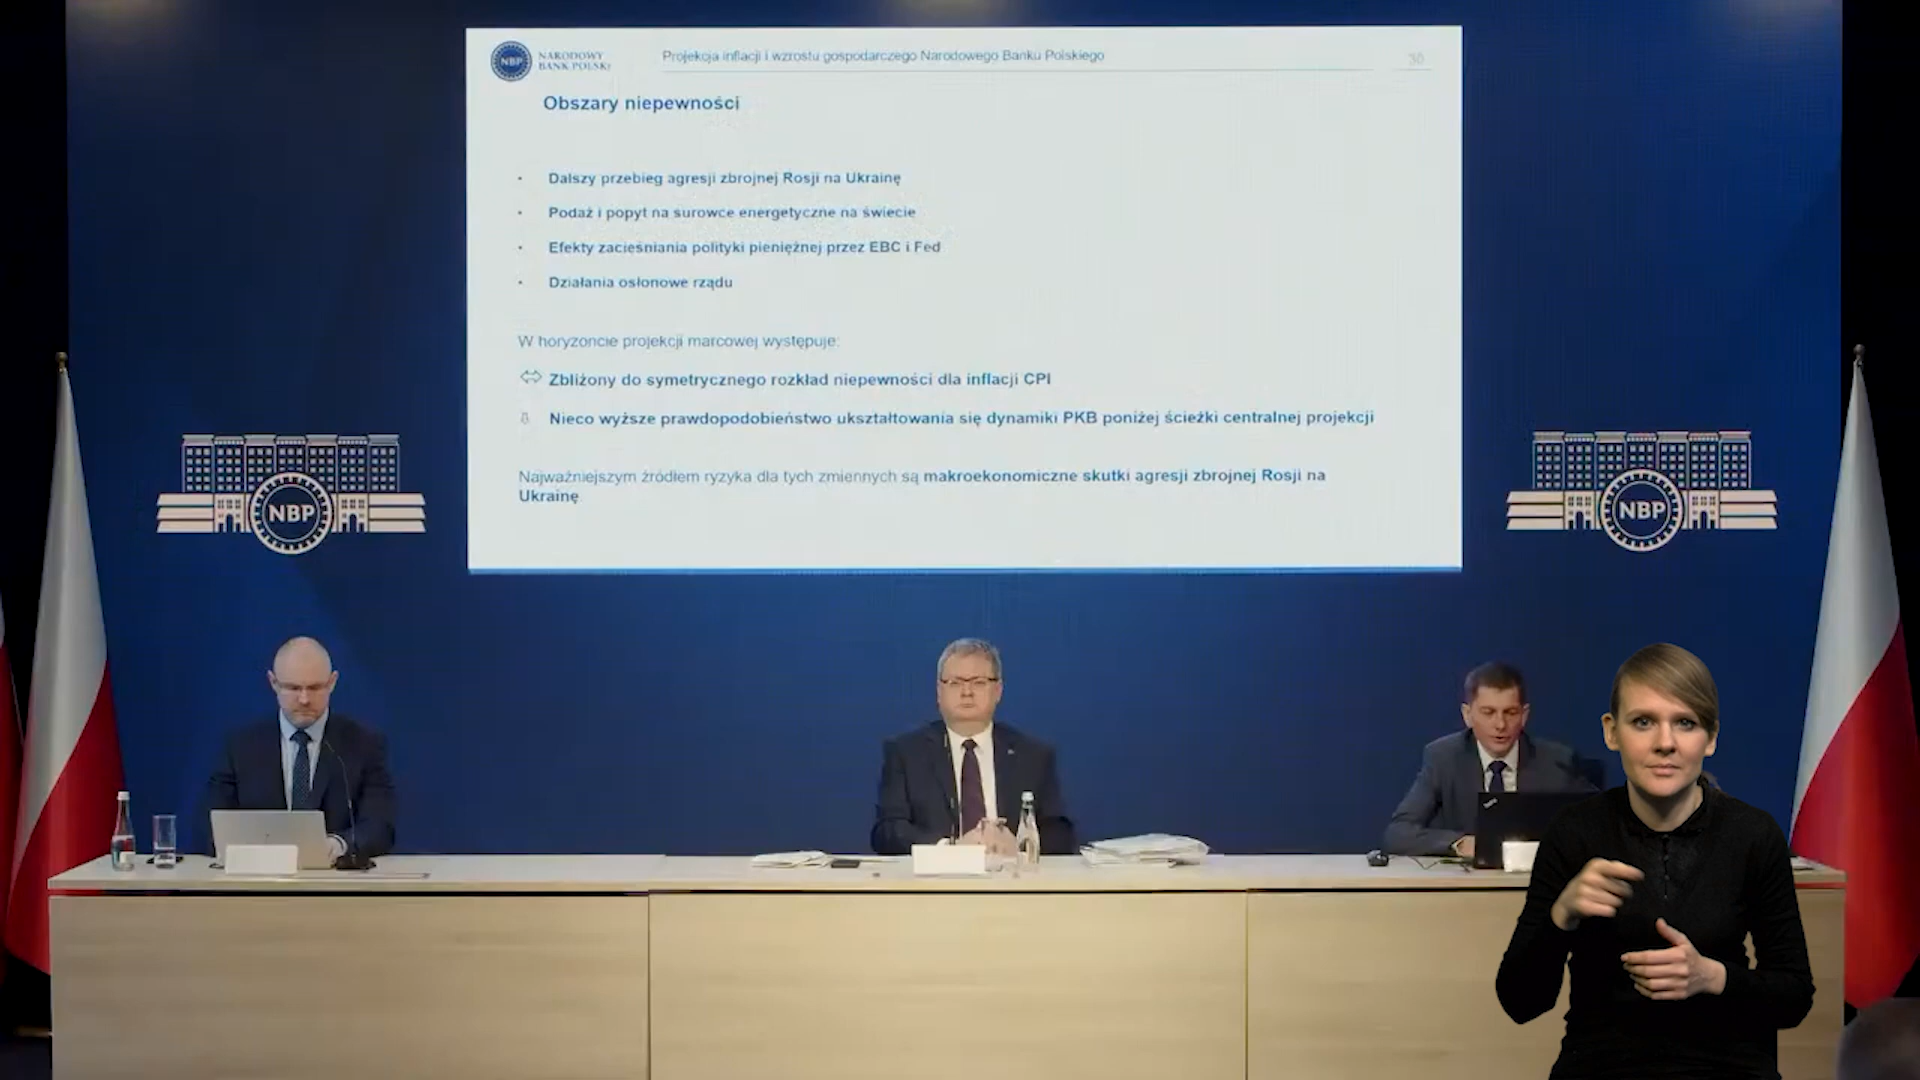 NBP
NARODOWY
BANK POLSKI
Projekcja inflacji i wzrostu gospodarczego Narodowego Banku Polskiego
30
Obszary niepewności
• Dalszy przebieg agresji zbrojnej Rosji na Ukrainę
• Podaż i popyt na surowce energetyczne na świecie
• Efekty zacieśniania polityki pieniężnej przez EBC i Fed
• Działania osłonowe rządu
W horyzoncie projekcji marcowej występuje:
⇔ Zbliżony do symetrycznego rozkład niepewności dla inflacji CPI
⇩ Nieco wyższe prawdopodobieństwo ukształtowania się dynamiki PKB poniżej ścieżki centralnej projekcji
Najważniejszym źródłem ryzyka dla tych zmiennych są makroekonomiczne skutki agresji zbrojnej Rosji na
Ukrainę
NBP
NBP